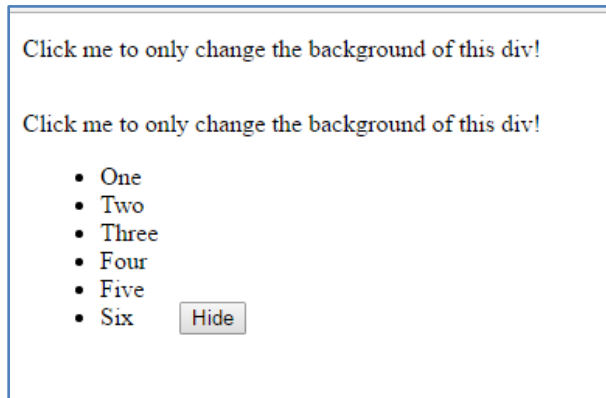 Click me to only change the background of this div!
Click me to only change the background of this div!
One
Two
Three
Four
Five
Six Hide